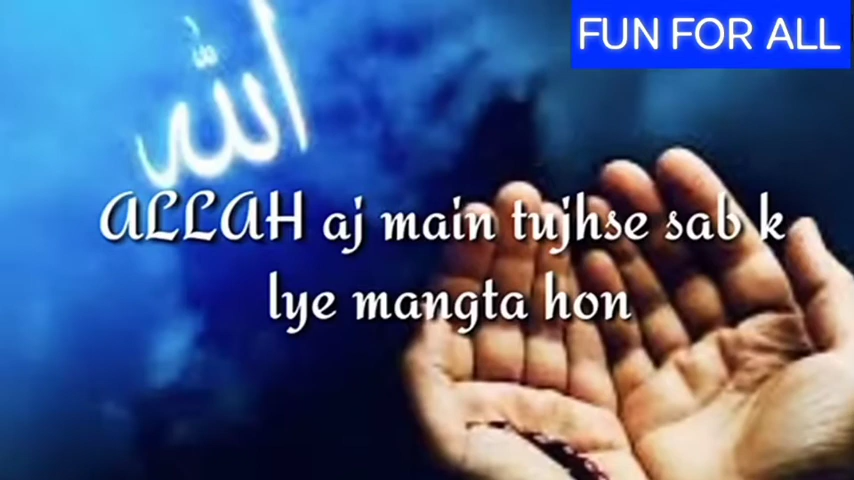 FUN FOR ALL
الله
ALLAH aj main tujhse sab k
lye mangta hon